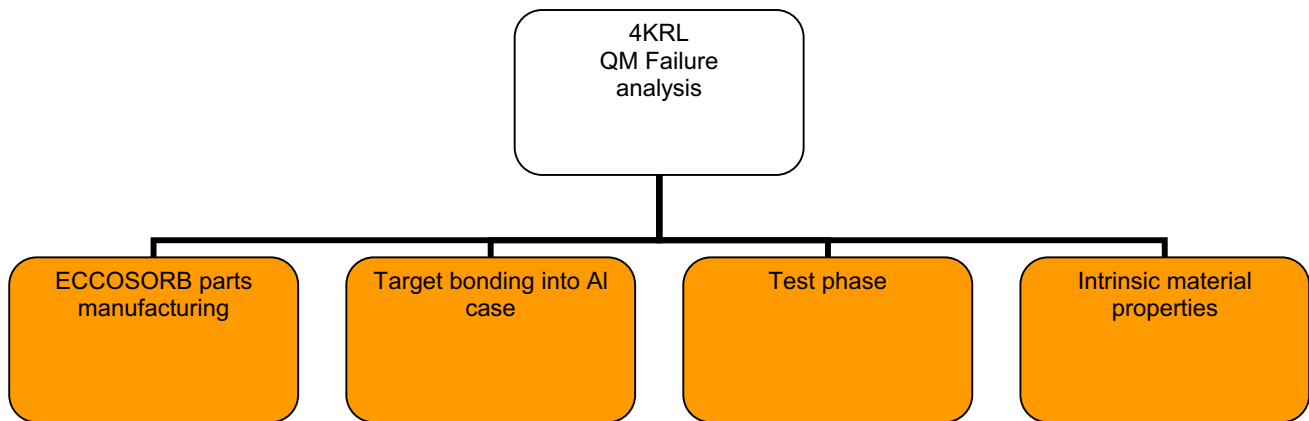 4KRL
QM Failure
analysis
ECCOSORB parts
manufacturing
Target bonding into Al
case
Test phase
Intrinsic material
properties